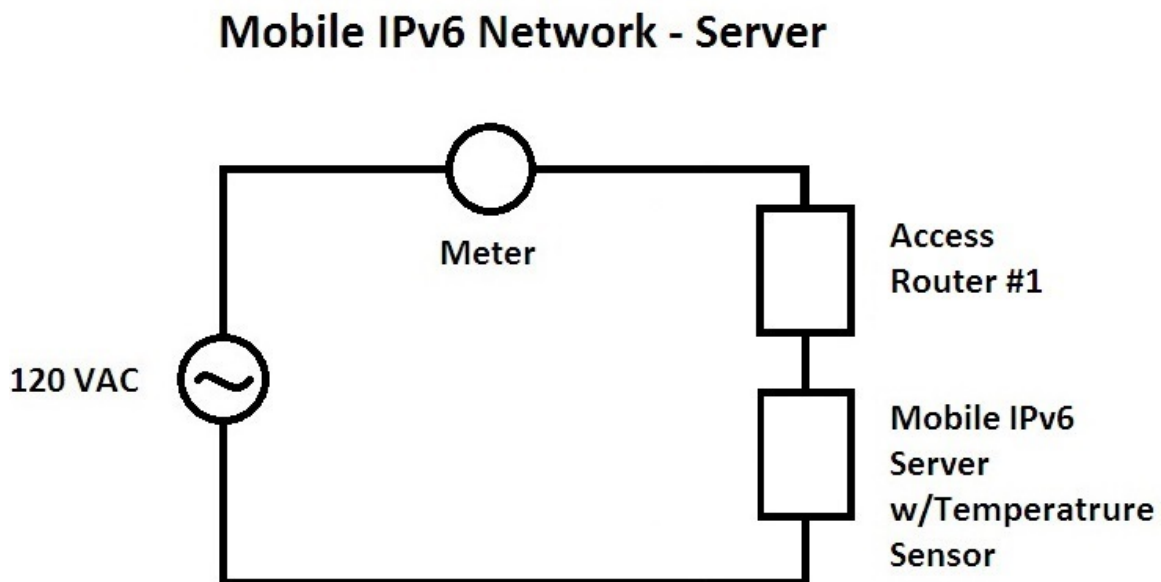 Mobile IPv6 Network - Server
Meter
Access
Router #1
120 VAC
Mobile IPv6
Server
w/Temperatrure
Sensor